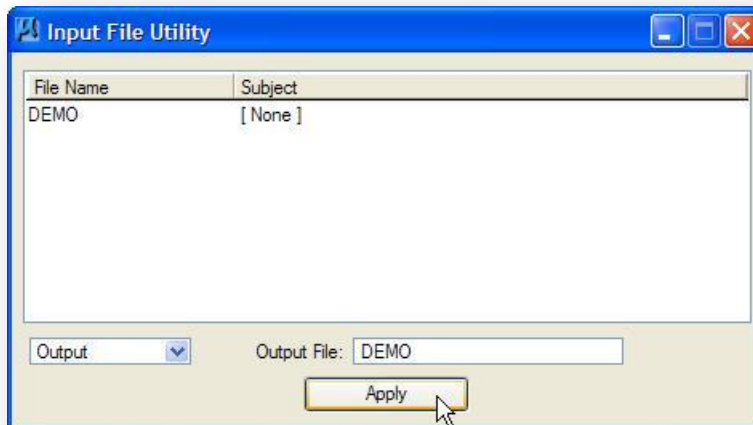 Input File Utility
File Name Subject
DEMO [ None ]
Output Output File: DEMO
Apply